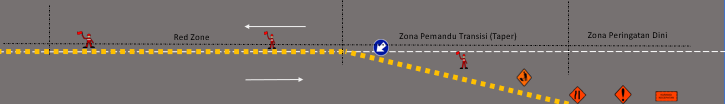 Red Zone
Zona Pemandu Transisi (Taper)
Zona Peringatan Dini